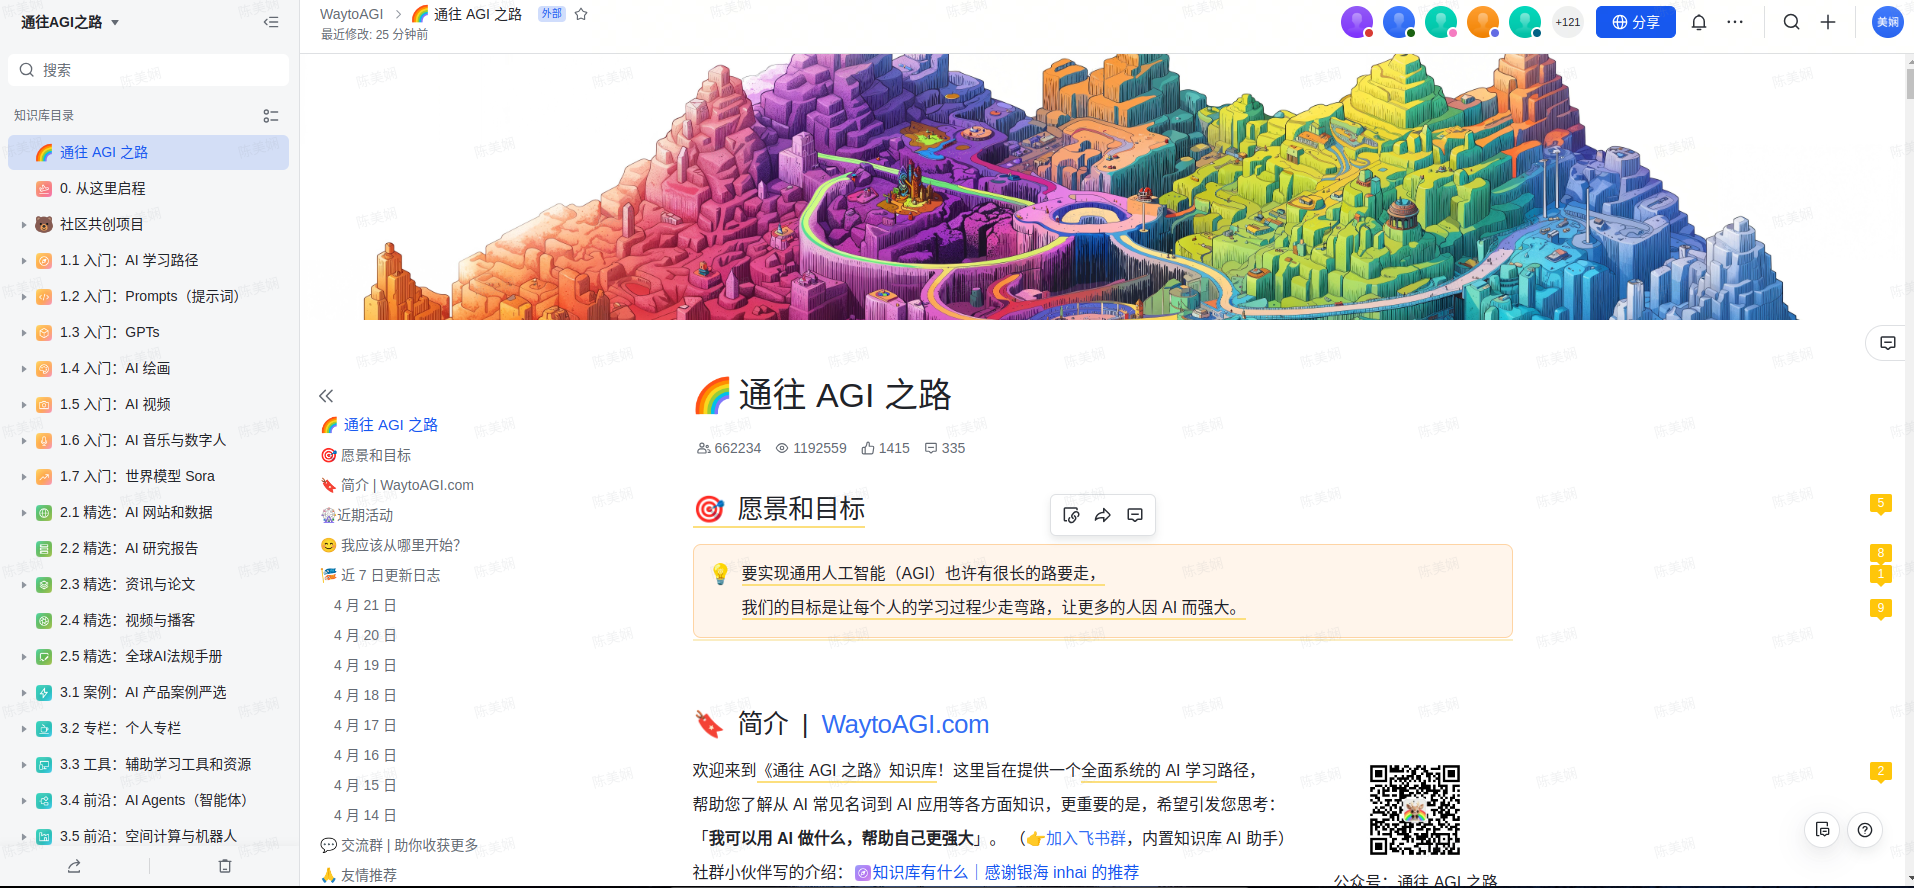 通往AGI之路
搜索
知识库目录
通往 AGI 之路
0. 从这里启程
社区共创项目
1.1 入门：AI 学习路径
1.2 入门：Prompts（提示词）
1.3 入门：GPTs
1.4 入门：AI 绘画
1.5 入门：AI 视频
1.6 入门：AI 音乐与数字人
1.7 入门：世界模型 Sora
2.1 精选：AI 网站和数据
2.2 精选：AI 研究报告
2.3 精选：资讯与论文
2.4 精选：视频与播客
2.5 精选：全球AI法规手册
3.1 案例：AI 产品案例严选
3.2 专栏：个人专栏
3.3 工具：辅助学习工具和资源
3.4 前沿：AI Agents（智能体）
3.5 前沿：空间计算与机器人
WaytoAGI
通往 AGI 之路
外部
最近修改: 25 分钟前
+121
分享
美娴
通往 AGI 之路
愿景和目标
简介 | WaytoAGI.com
近期活动
我应该从哪里开始？
近 7 日更新日志
4 月 21 日
4 月 20 日
4 月 19 日
4 月 18 日
4 月 17 日
4 月 16 日
4 月 15 日
4 月 14 日
交流群 | 助你收获更多
友情推荐
通往 AGI 之路
662234 1192559 1415 335
愿景和目标
5
要实现通用人工智能（AGI）也许有很长的路要走，
8
1
我们的目标是让每个人的学习过程少走弯路，让更多的人因 AI 而强大。
9
简介 | WaytoAGI.com
欢迎来到《通往 AGI 之路》知识库！这里旨在提供一个全面系统的 AI 学习路径，
2
帮助您了解从 AI 常见名词到 AI 应用等各方面知识，更重要的是，希望引发您思考：
「我可以用 AI 做什么，帮助自己更强大」。（👉加入飞书群，内置知识库 AI 助手）
社群小伙伴写的介绍：知识库有什么｜感谢银海 inhai 的推荐
公众号：通往 AGI 之路
陈美娴